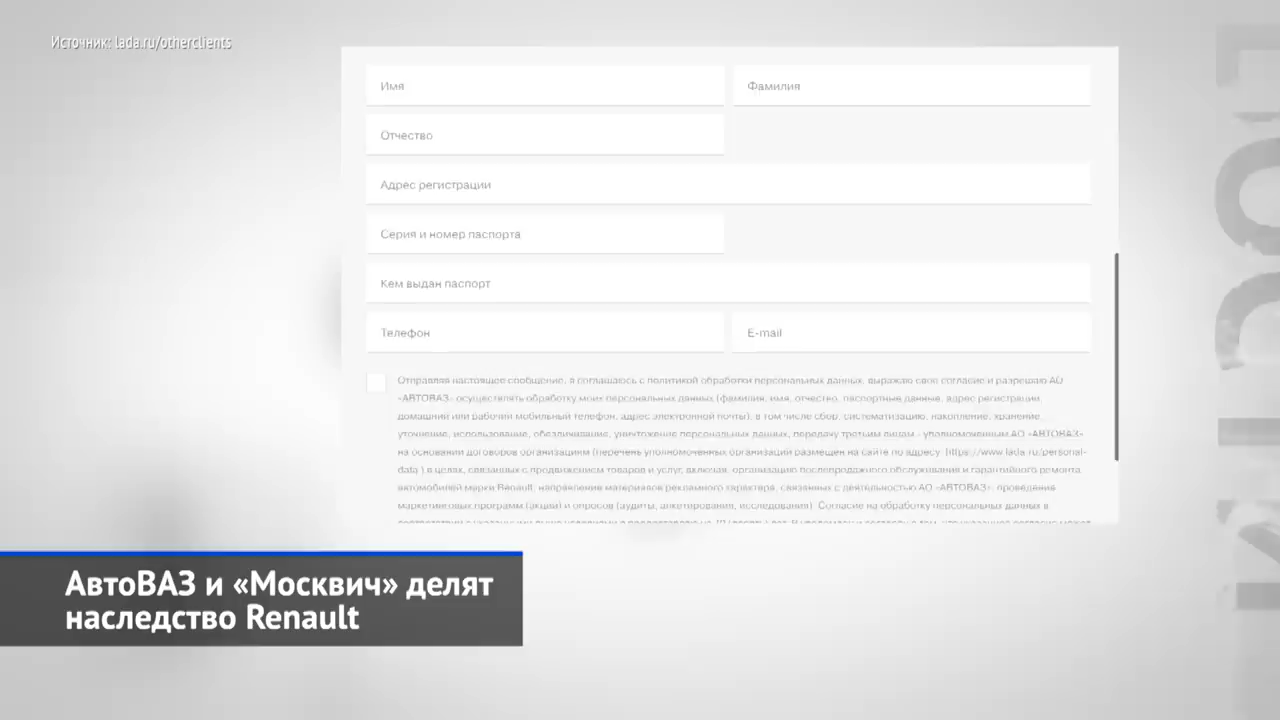 Источник: lada.ru/otherclients
Имя
Фамилия
Отчество
Адрес регистрации
Серия и номер паспорта
Кем выдан паспорт
Телефон
E-mail
Отправляя настоящее сообщение, я соглашаюсь с политикой обработки персональных данных, выражаю свое согласие и разрешаю АО
«АВТОВАЗ» осуществлять обработку моих персональных данных (фамилия, имя, отчество, паспортные данные, адрес регистрации,
домашний или рабочий мобильный телефон, адрес электронной почты), в том числе сбор, систематизацию, накопление, хранение,
уточнение, использование, обезличивание, уничтожение персональных данных, передачу третьим лицам - уполномоченным АО «АВТОВАЗ»
на основании договоров организациям (перечень уполномоченных организаций размещен на сайте по адресу: https://www.lada.ru/personal-
data ) в целях, связанных с продвижением товаров и услуг, включая, организацию послепродажного обслуживания и гарантийного ремонта
автомобилей марки Renault, направление материалов рекламного характера, связанных с деятельностью АО «АВТОВАЗ», проведение
маркетинговых программ (акций) и опросов (аудиты, анкетирования, исследования). Согласие на обработку персональных данных в
АвтоВАЗ и «Москвич» делят
наследство Renault